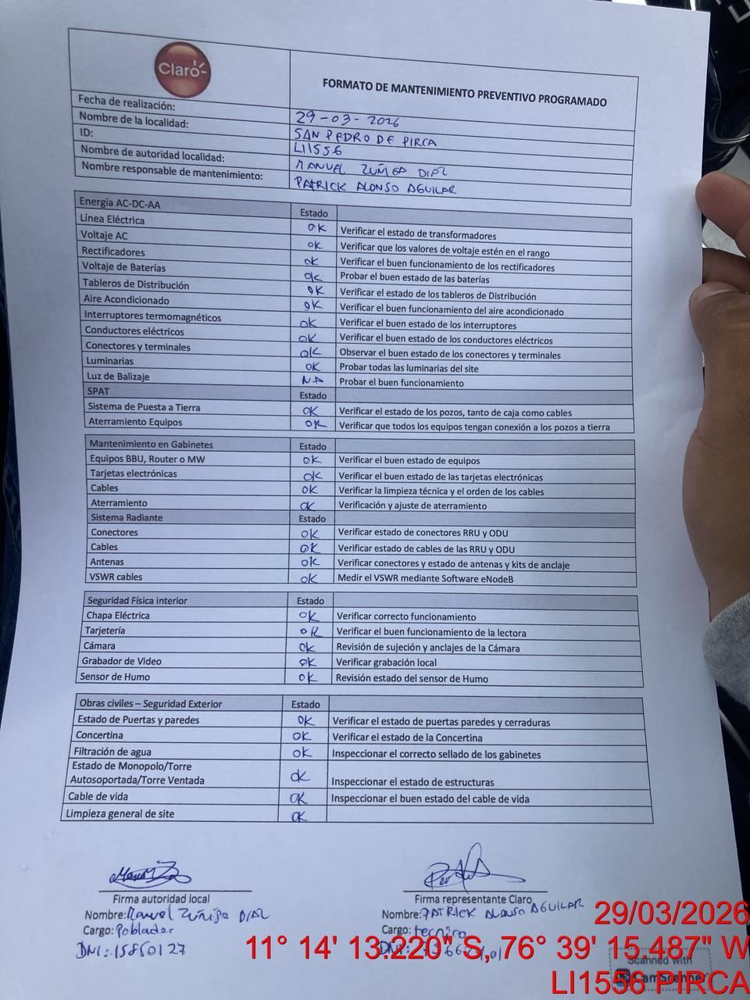 Claro
FORMATO DE MANTENIMIENTO PREVENTIVO PROGRAMADO
Fecha de realización: 29-03-2026
Nombre de la localidad: SAN PEDRO DE PIRCA
ID: LI1556
Nombre de autoridad localidad: MANUEL ZUÑIGA DIAZ
Nombre responsable de mantenimiento: PATRICK ALONSO AGUILAR
Energía AC-DC-AA Estado
Línea Eléctrica OK Verificar el estado de transformadores
Voltaje AC OK Verificar que los valores de voltaje estén en el rango
Rectificadores OK Verificar el buen funcionamiento de los rectificadores
Voltaje de Baterías OK Probar el buen estado de las baterías
Tableros de Distribución OK Verificar el estado de los tableros de Distribución
Aire Acondicionado OK Verificar el buen funcionamiento del aire acondicionado
Interruptores termomagnéticos OK Verificar el buen estado de los interruptores
Conductores eléctricos OK Verificar el buen estado de los conductores eléctricos
Conectores y terminales OK Observar el buen estado de los conectores y terminales
Luminarias OK Probar todas las luminarias del site
Luz de Balizaje N.A Probar el buen funcionamiento
SPAT Estado
Sistema de Puesta a Tierra OK Verificar el estado de los pozos, tanto de caja como cables
Aterramiento Equipos OK Verificar que todos los equipos tengan conexión a los pozos a tierra
Mantenimiento en Gabinetes Estado
Equipos BBU, Router o MW OK Verificar el buen estado de equipos
Tarjetas electrónicas OK Verificar el buen estado de las tarjetas electrónicas
Cables OK Verificar la limpieza técnica y el orden de los cables
Aterramiento OK Verificación y ajuste de aterramiento
Sistema Radiante Estado
Conectores OK Verificar estado de conectores RRU y ODU
Cables OK Verificar estado de cables de las RRU y ODU
Antenas OK Verificar conectores y estado de antenas y kits de anclaje
VSWR cables OK Medir el VSWR mediante Software eNodeB
Seguridad Física interior Estado
Chapa Eléctrica OK Verificar correcto funcionamiento
Tarjetería OK Verificar el buen funcionamiento de la lectora
Cámara OK Revisión de sujeción y anclajes de la Cámara
Grabador de Video OK Verificar grabación local
Sensor de Humo OK Revisión estado del sensor de Humo
Obras civiles – Seguridad Exterior Estado
Estado de Puertas y paredes OK Verificar el estado de puertas paredes y cerraduras
Concertina OK Verificar el estado de la Concertina
Filtración de agua OK Inspeccionar el correcto sellado de los gabinetes
Estado de Monopolo/Torre
Autosoportada/Torre Ventada OK Inspeccionar el estado de estructuras
Cable de vida OK Inspeccionar el buen estado del cable de vida
Limpieza general de site OK
Firma autoridad local
Nombre: Manuel Zuñiga DIAZ
Cargo: Poblador
DNI: 15850127
Firma representante Claro
Nombre: PATRICK ALONSO AGUILAR
Cargo: tecnico
Scanned with
CamScanner
29/03/2026
11° 14' 13.220" S, 76° 39' 15.487" W
LI1556 PIRCA